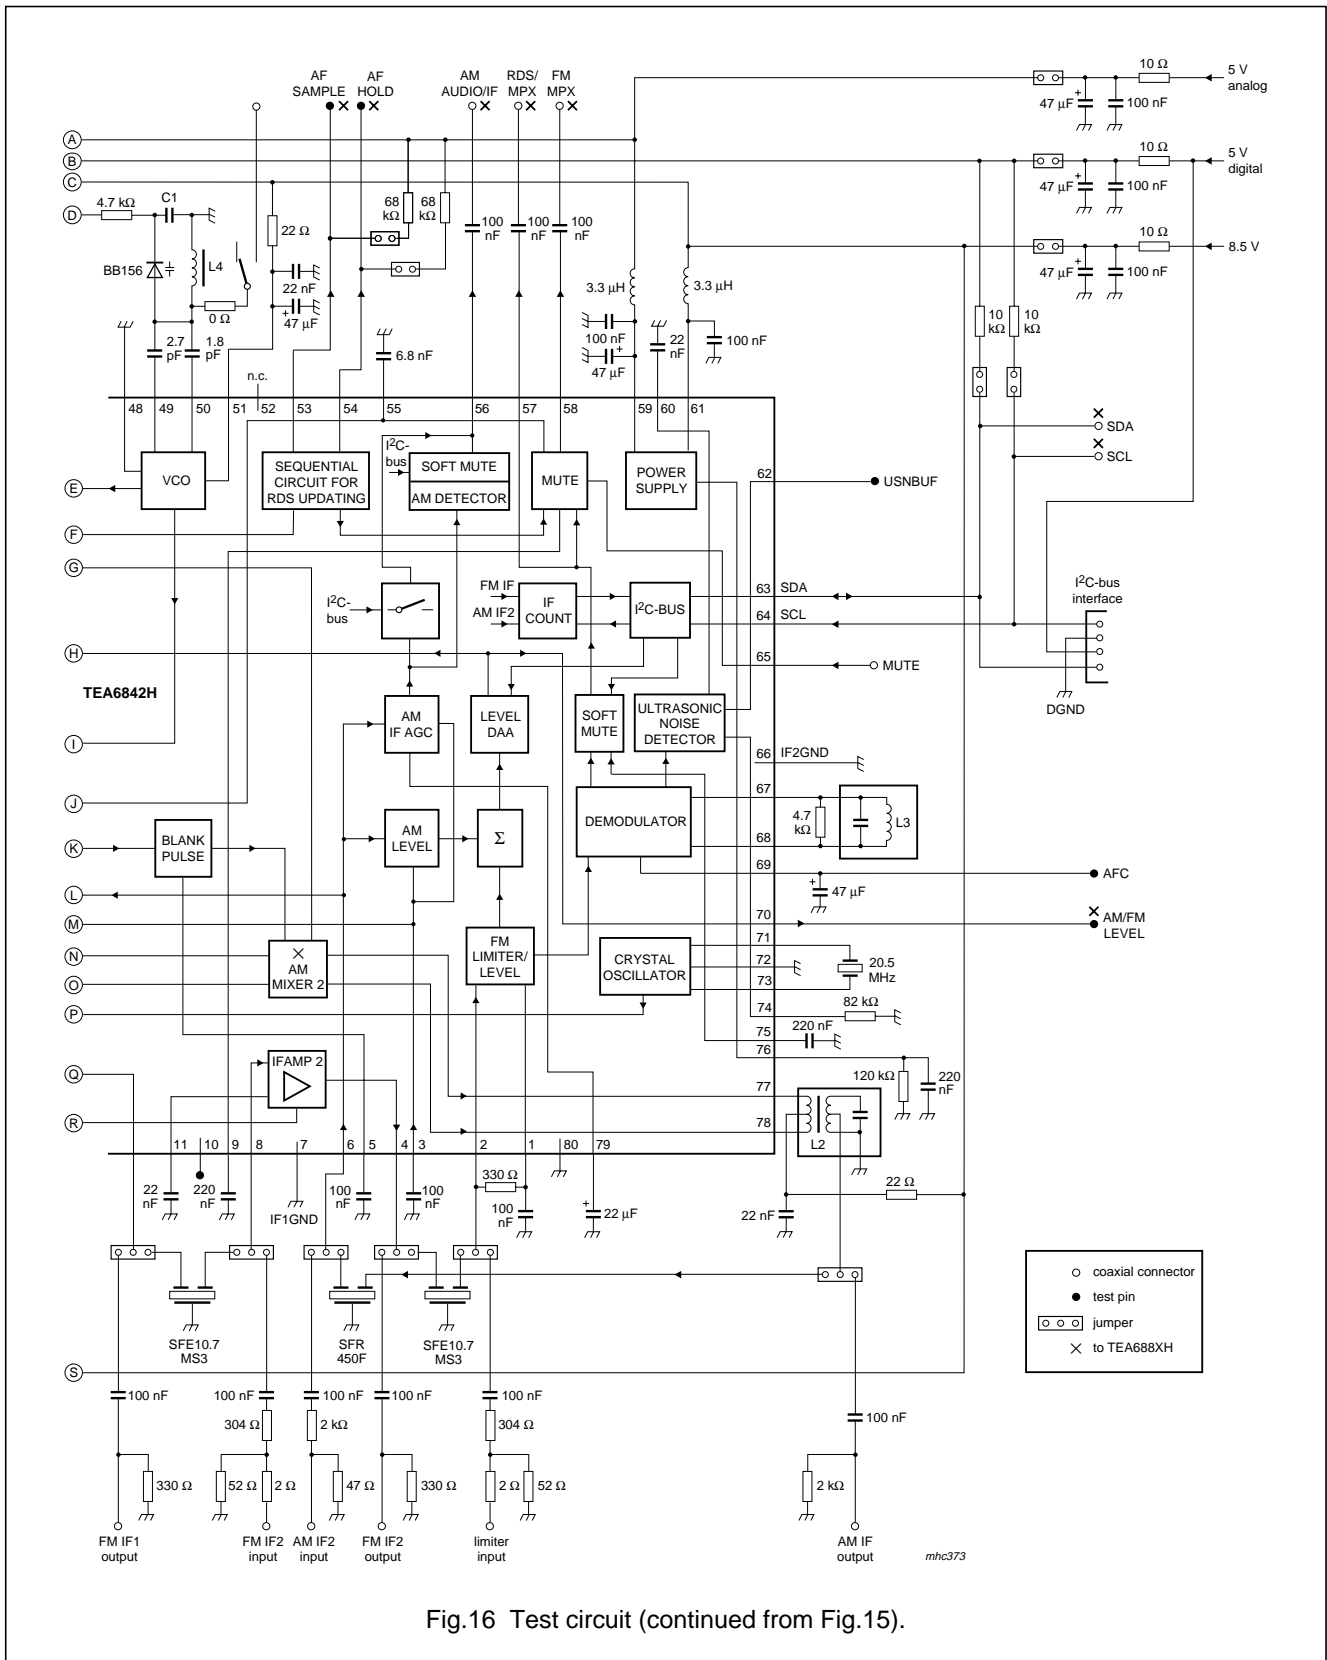 AF
SAMPLE
AF
HOLD
AM
AUDIO/IF
RDS/
MPX
FM
MPX
10 Ω
5 V
analog
47 μF
100 nF
A
B
10 Ω
5 V
digital
47 μF
100 nF
C
D
4.7 kΩ
C1
22 Ω
68
kΩ
68
kΩ
100
nF
100
nF
100
nF
10 Ω
8.5 V
47 μF
100 nF
BB156
L4
22 nF
0 Ω
47 μF
3.3 μH
3.3 μH
10
kΩ
10
kΩ
2.7
pF
1.8
pF
6.8 nF
100 nF
22
nF
100 nF
47 μF
n.c.
48
49
50
51
52
53
54
55
56
57
58
59
60
61
SDA
SCL
E
VCO
SEQUENTIAL
CIRCUIT FOR
RDS UPDATING
I2C-
bus
SOFT MUTE
AM DETECTOR
MUTE
POWER
SUPPLY
62
USNBUF
F
G
I2C-
bus
FM IF
AM IF2
IF
COUNT
I2C-BUS
63
SDA
64
SCL
I2C-bus
interface
H
65
MUTE
TEA6842H
DGND
AM
IF AGC
LEVEL
DAA
SOFT
MUTE
ULTRASONIC
NOISE
DETECTOR
I
66
IF2GND
J
67
4.7
kΩ
L3
68
K
BLANK
PULSE
AM
LEVEL
Σ
DEMODULATOR
69
AFC
47 μF
L
M
70
AM/FM
LEVEL
N
O
AM
MIXER 2
FM
LIMITER/
LEVEL
CRYSTAL
OSCILLATOR
71
72
73
20.5
MHz
P
74
82 kΩ
75
220 nF
76
Q
IFAMP 2
120 kΩ
220
nF
77
R
78
L2
11
10
9
8
7
6
5
4
3
2
1
80
79
22
nF
220
nF
IF1GND
100
nF
100
nF
330 Ω
100
nF
22 μF
22 nF
22 Ω
SFE10.7
MS3
SFR
450F
SFE10.7
MS3
coaxial connector
test pin
jumper
to TEA688XH
S
100 nF
100 nF
100 nF
100 nF
100 nF
100 nF
304 Ω
2 kΩ
304 Ω
330 Ω
52 Ω
2 Ω
47 Ω
330 Ω
2 Ω
52 Ω
2 kΩ
FM IF1
output
FM IF2
input
AM IF2
input
FM IF2
output
limiter
input
AM IF
output
mhc373
Fig.16 Test circuit (continued from Fig.15).